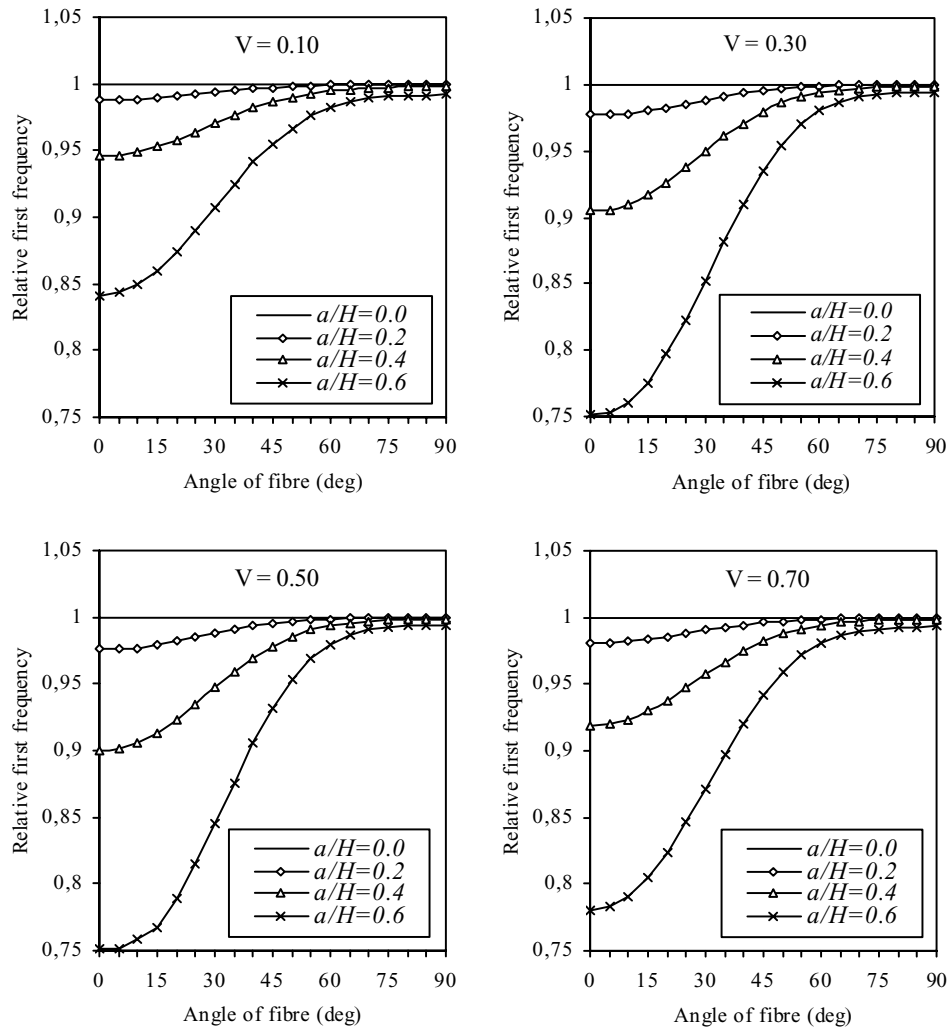 1,05
V = 0.10
1
0,95
0,9
0,85
0,8
0,75
Relative first frequency
a/H=0.0
a/H=0.2
a/H=0.4
a/H=0.6
0 15 30 45 60 75 90
Angle of fibre (deg)
1,05
V = 0.30
1
0,95
0,9
0,85
0,8
0,75
Relative first frequency
a/H=0.0
a/H=0.2
a/H=0.4
a/H=0.6
0 15 30 45 60 75 90
Angle of fibre (deg)
1,05
V = 0.50
1
0,95
0,9
0,85
0,8
0,75
Relative first frequency
a/H=0.0
a/H=0.2
a/H=0.4
a/H=0.6
0 15 30 45 60 75 90
Angle of fibre (deg)
1,05
V = 0.70
1
0,95
0,9
0,85
0,8
0,75
Relative first frequency
a/H=0.0
a/H=0.2
a/H=0.4
a/H=0.6
0 15 30 45 60 75 90
Angle of fibre (deg)